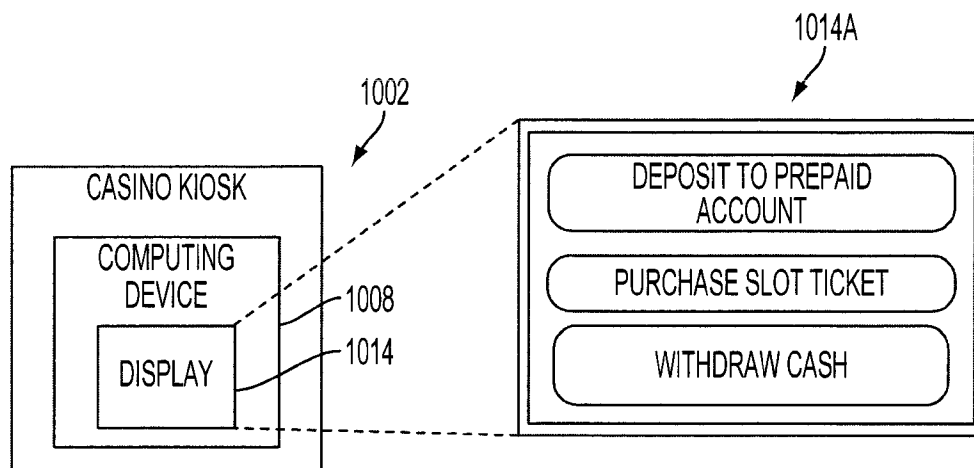 1014A
1002
CASINO KIOSK
COMPUTING
DEVICE
DISPLAY
1008
1014
DEPOSIT TO PREPAID
ACCOUNT
PURCHASE SLOT TICKET
WITHDRAW CASH